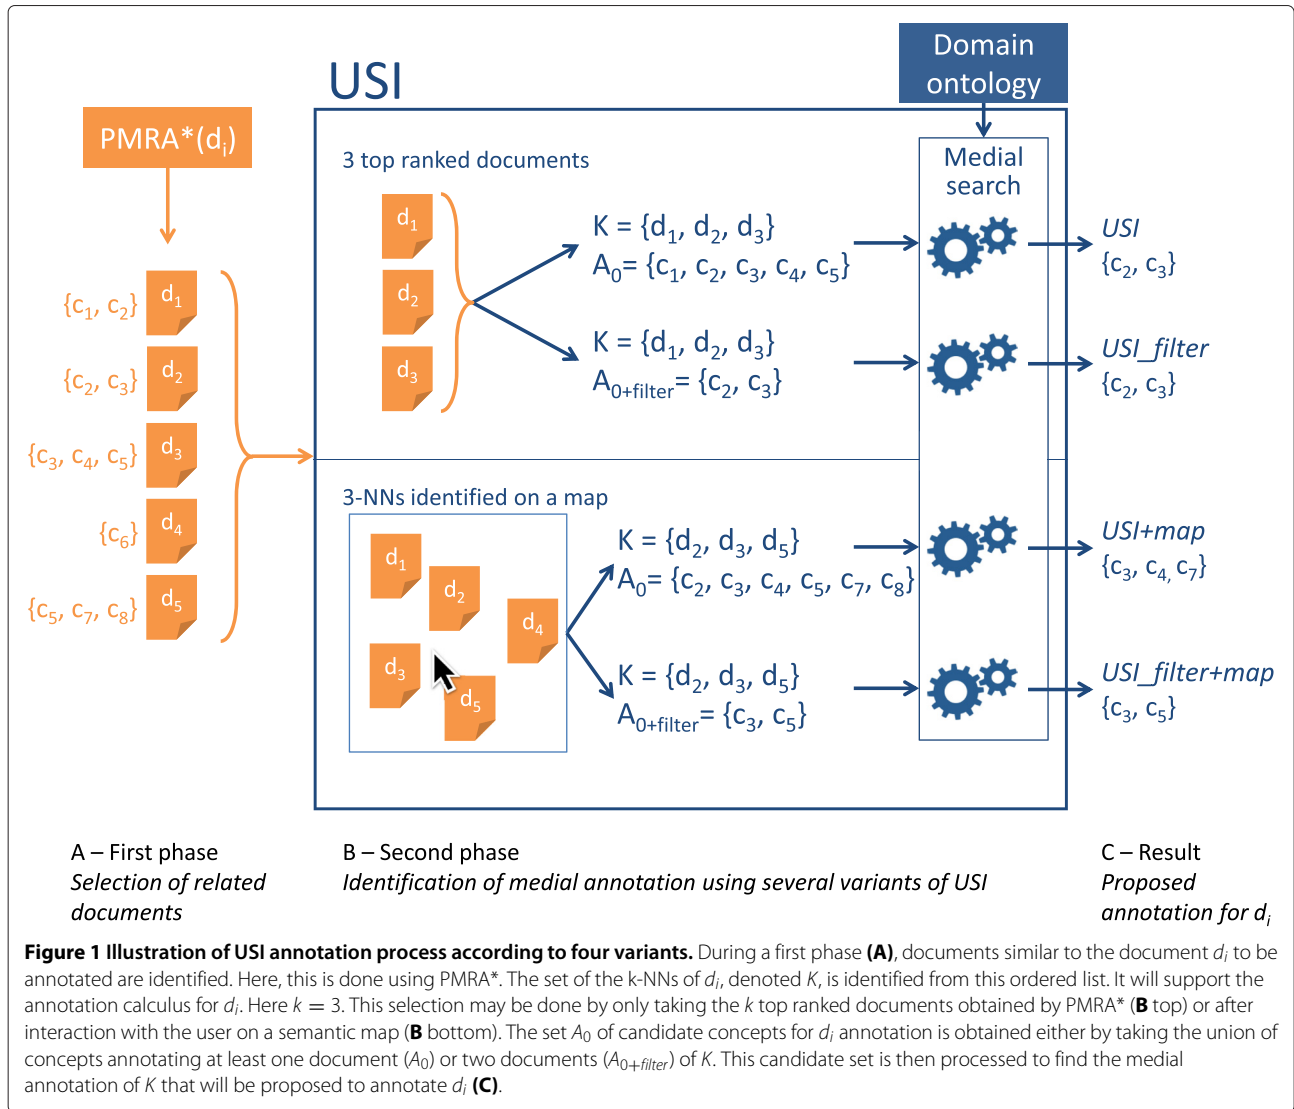 USI
Domain
ontology
PMRA*(dᵢ)
{c₁, c₂} d₁
{c₂, c₃} d₂
{c₃, c₄, c₅} d₃
{c₆} d₄
{c₅, c₇, c₈} d₅
3 top ranked documents
d₁
d₂
d₃
K = {d₁, d₂, d₃}
A₀= {c₁, c₂, c₃, c₄, c₅}
K = {d₁, d₂, d₃}
A₀₊filter= {c₂, c₃}
Medial
search
USI
{c₂, c₃}
USI_filter
{c₂, c₃}
3-NNs identified on a map
d₁
d₂
d₄
d₃
d₅
K = {d₂, d₃, d₅}
A₀= {c₂, c₃, c₄, c₅, c₇, c₈}
K = {d₂, d₃, d₅}
A₀₊filter= {c₃, c₅}
USI+map
{c₃, c₄, c₇}
USI_filter+map
{c₃, c₅}
A – First phase
Selection of related
documents
B – Second phase
Identification of medial annotation using several variants of USI
C – Result
Proposed
annotation for dᵢ
Figure 1 Illustration of USI annotation process according to four variants. During a first phase (A), documents similar to the document dᵢ to be
annotated are identified. Here, this is done using PMRA*. The set of the k-NNs of dᵢ, denoted K, is identified from this ordered list. It will support the
annotation calculus for dᵢ. Here k = 3. This selection may be done by only taking the k top ranked documents obtained by PMRA* (B top) or after
interaction with the user on a semantic map (B bottom). The set A₀ of candidate concepts for dᵢ annotation is obtained either by taking the union of
concepts annotating at least one document (A₀) or two documents (A₀₊filter) of K. This candidate set is then processed to find the medial
annotation of K that will be proposed to annotate dᵢ (C).